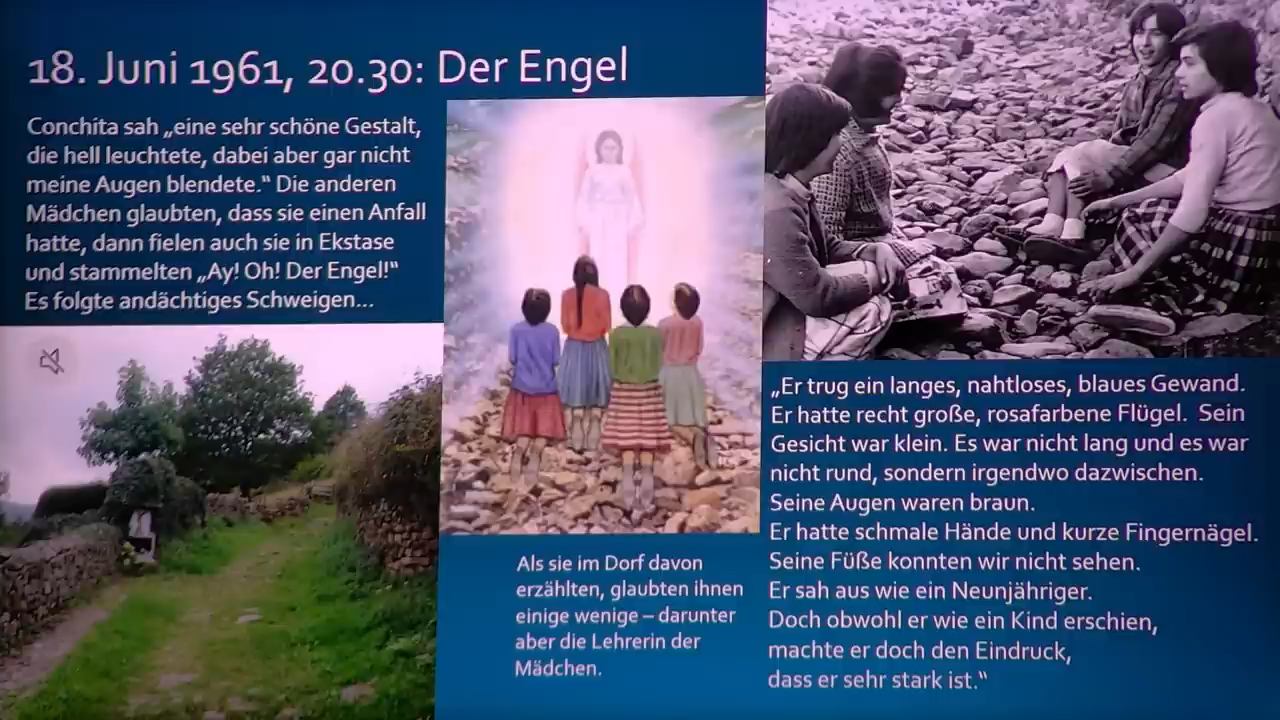 18. Juni 1961, 20.30: Der Engel
Conchita sah „eine sehr schöne Gestalt,
die hell leuchtete, dabei aber gar nicht
meine Augen blendete.“ Die anderen
Mädchen glaubten, dass sie einen Anfall
hatte, dann fielen auch sie in Ekstase
und stammelten „Ay! Oh! Der Engel!“
Es folgte andächtiges Schweigen...
Als sie im Dorf davon
erzählten, glaubten ihnen
einige wenige – darunter
aber die Lehrerin der
Mädchen.
„Er trug ein langes, nahtloses, blaues Gewand.
Er hatte recht große, rosafarbene Flügel. Sein
Gesicht war klein. Es war nicht lang und es war
nicht rund, sondern irgendwo dazwischen.
Seine Augen waren braun.
Er hatte schmale Hände und kurze Fingernägel.
Seine Füße konnten wir nicht sehen.
Er sah aus wie ein Neunjähriger.
Doch obwohl er wie ein Kind erschien,
machte er doch den Eindruck,
dass er sehr stark ist.“